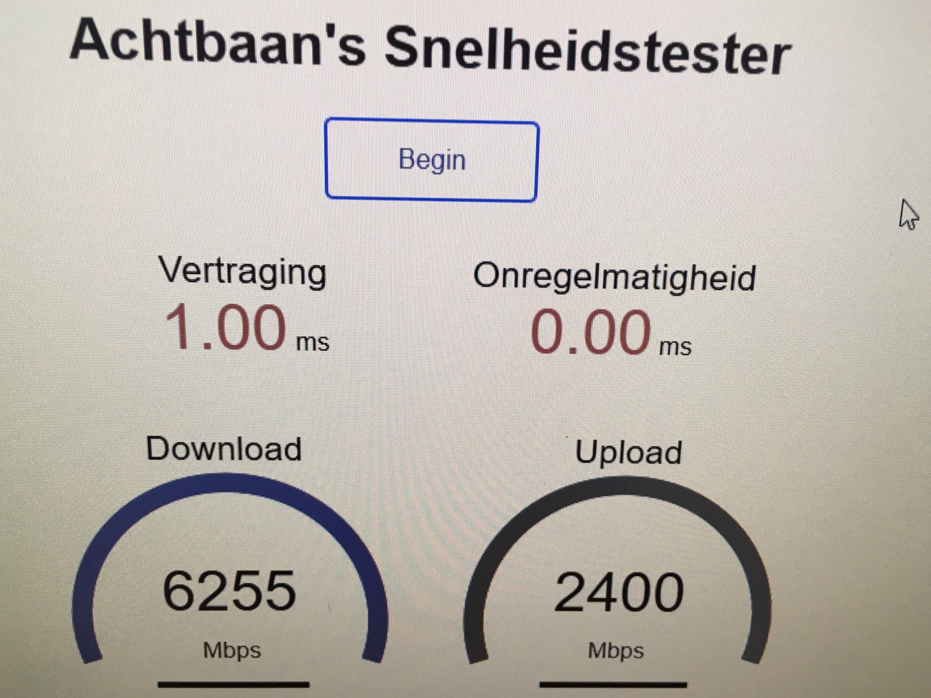 Achtbaan's Snelheidstester
Begin
Vertraging
1.00 ms
Onregelmatigheid
0.00 ms
Download
6255
Mbps
Upload
2400
Mbps